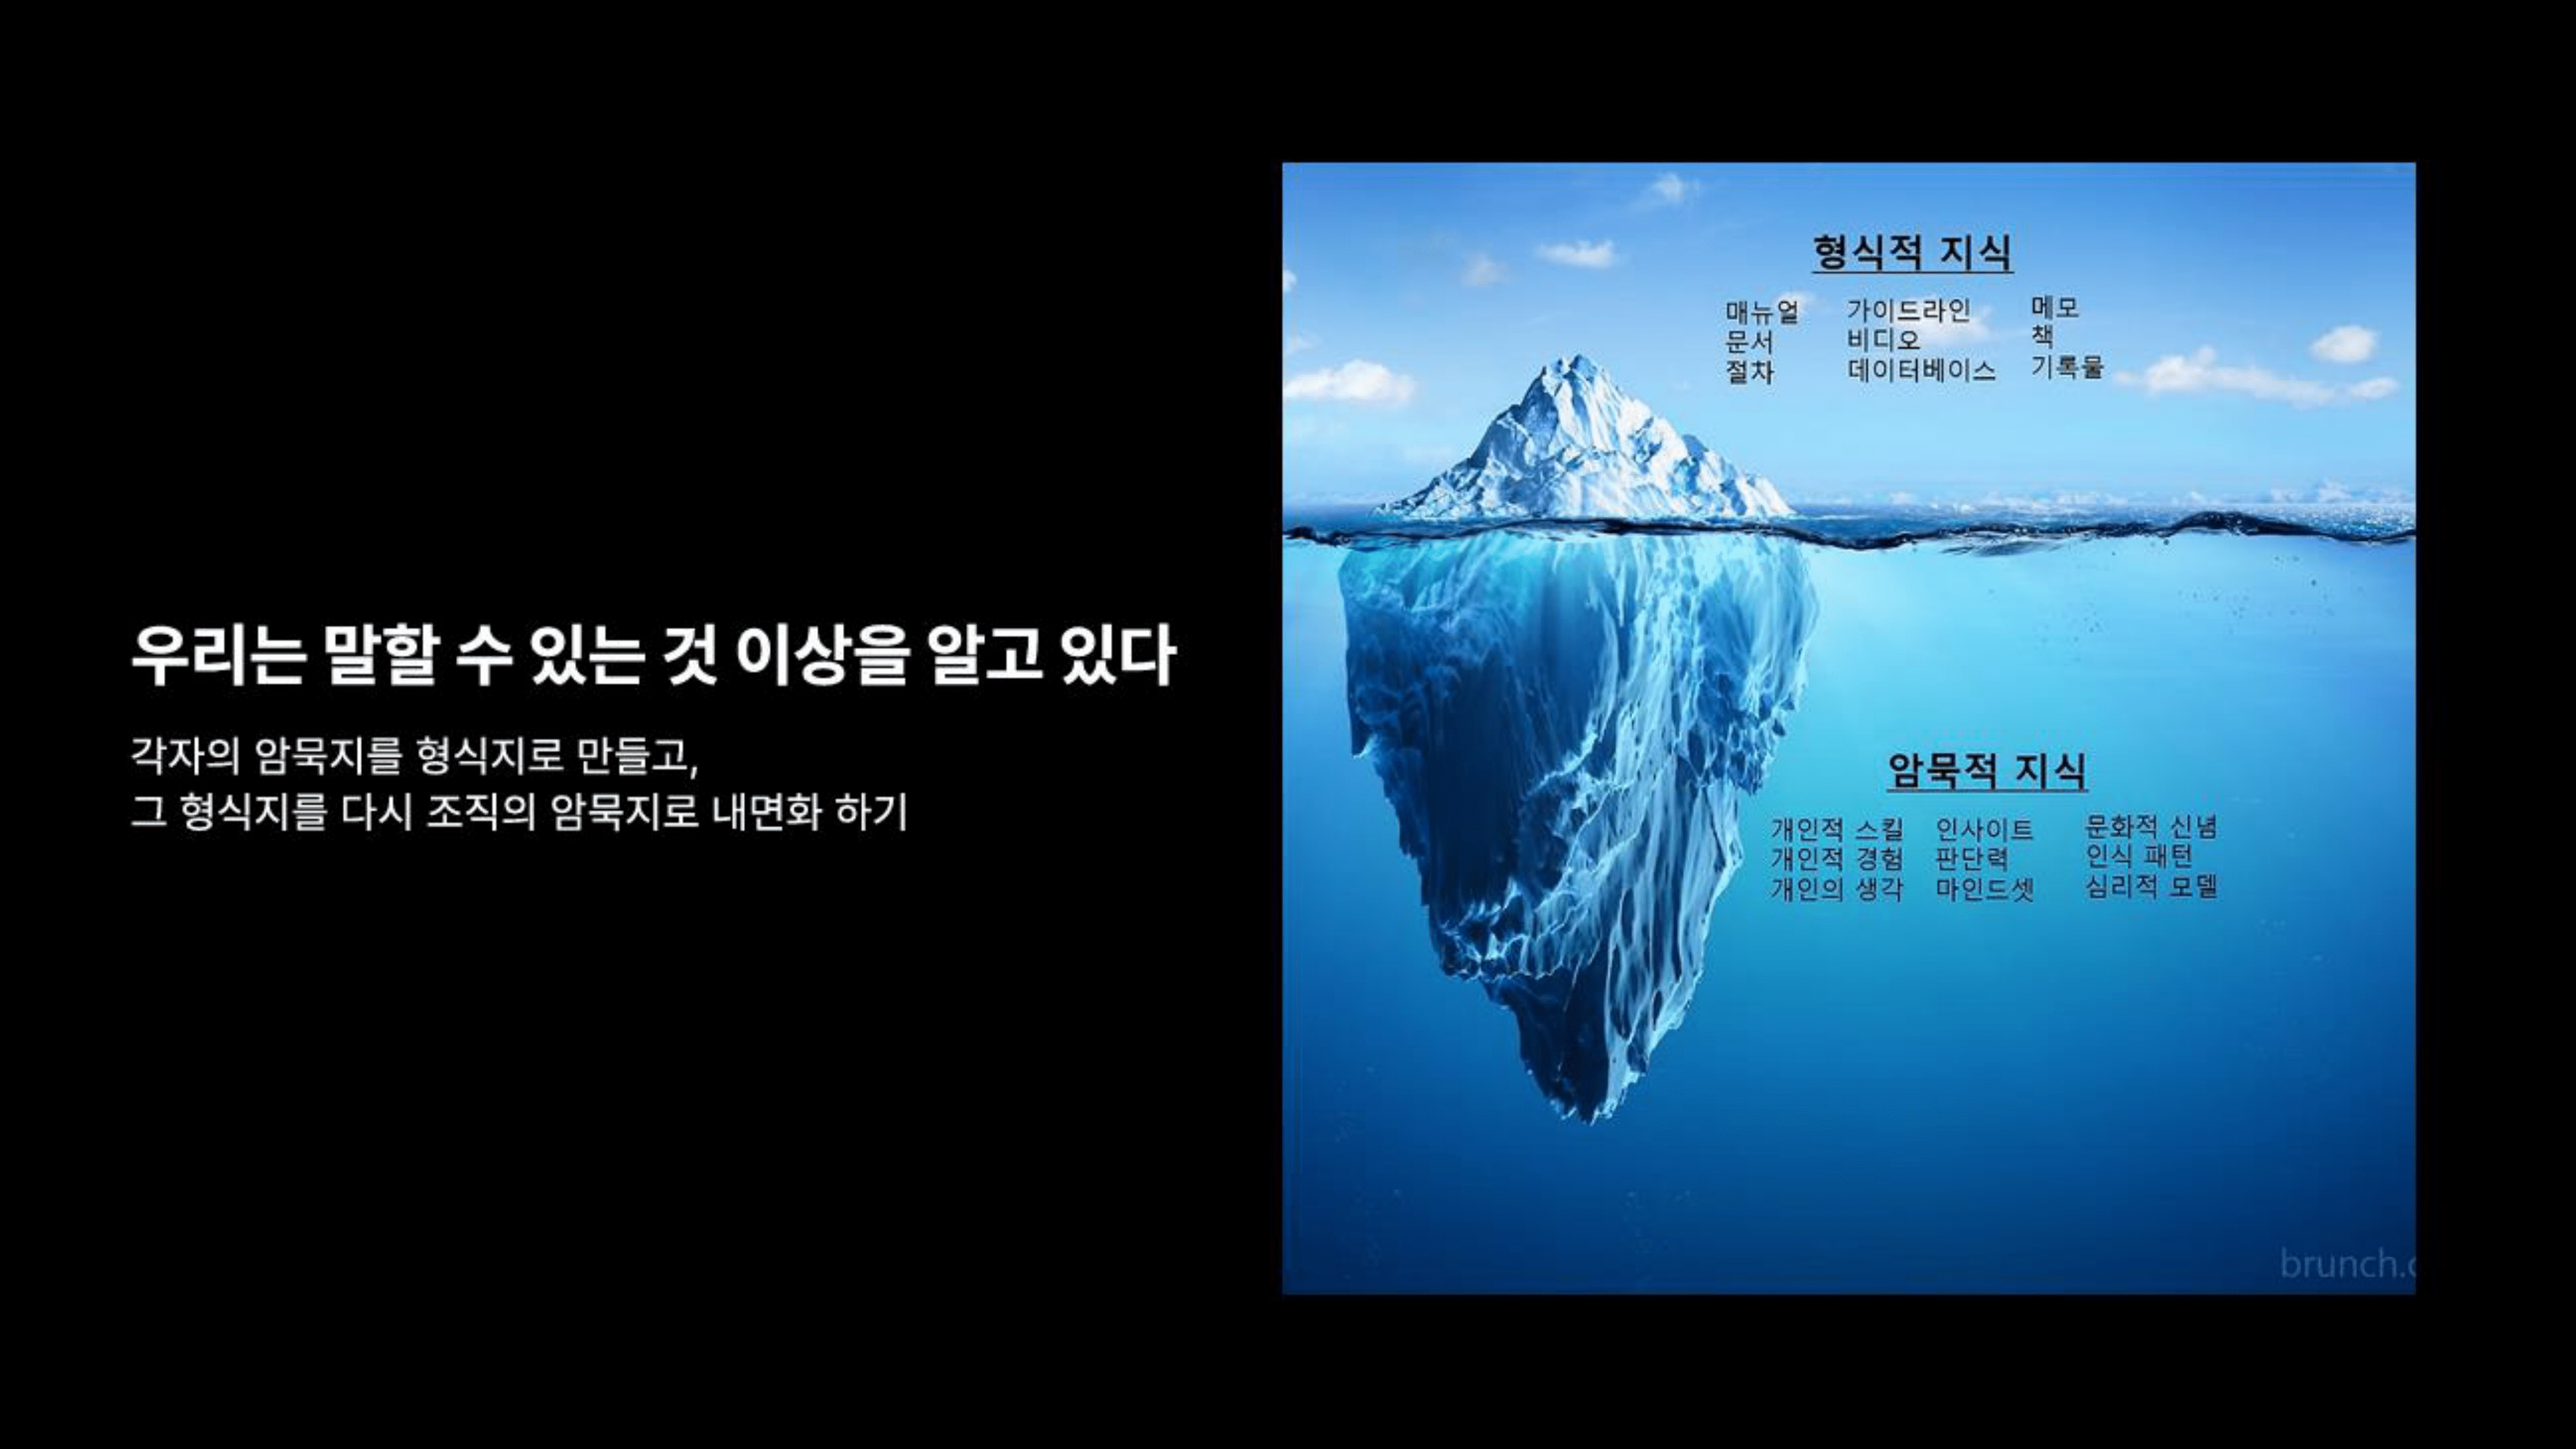 우리는 말할 수 있는 것 이상을 알고 있다
각자의 암묵지를 형식지로 만들고,
그 형식지를 다시 조직의 암묵지로 내면화 하기
형식적 지식
매뉴얼 가이드라인 메모
문서 비디오 책
절차 데이터베이스 기록물
암묵적 지식
개인적 스킬 인사이트 문화적 신념
개인적 경험 판단력 인식 패턴
개인의 생각 마인드셋 심리적 모델
brunch.c